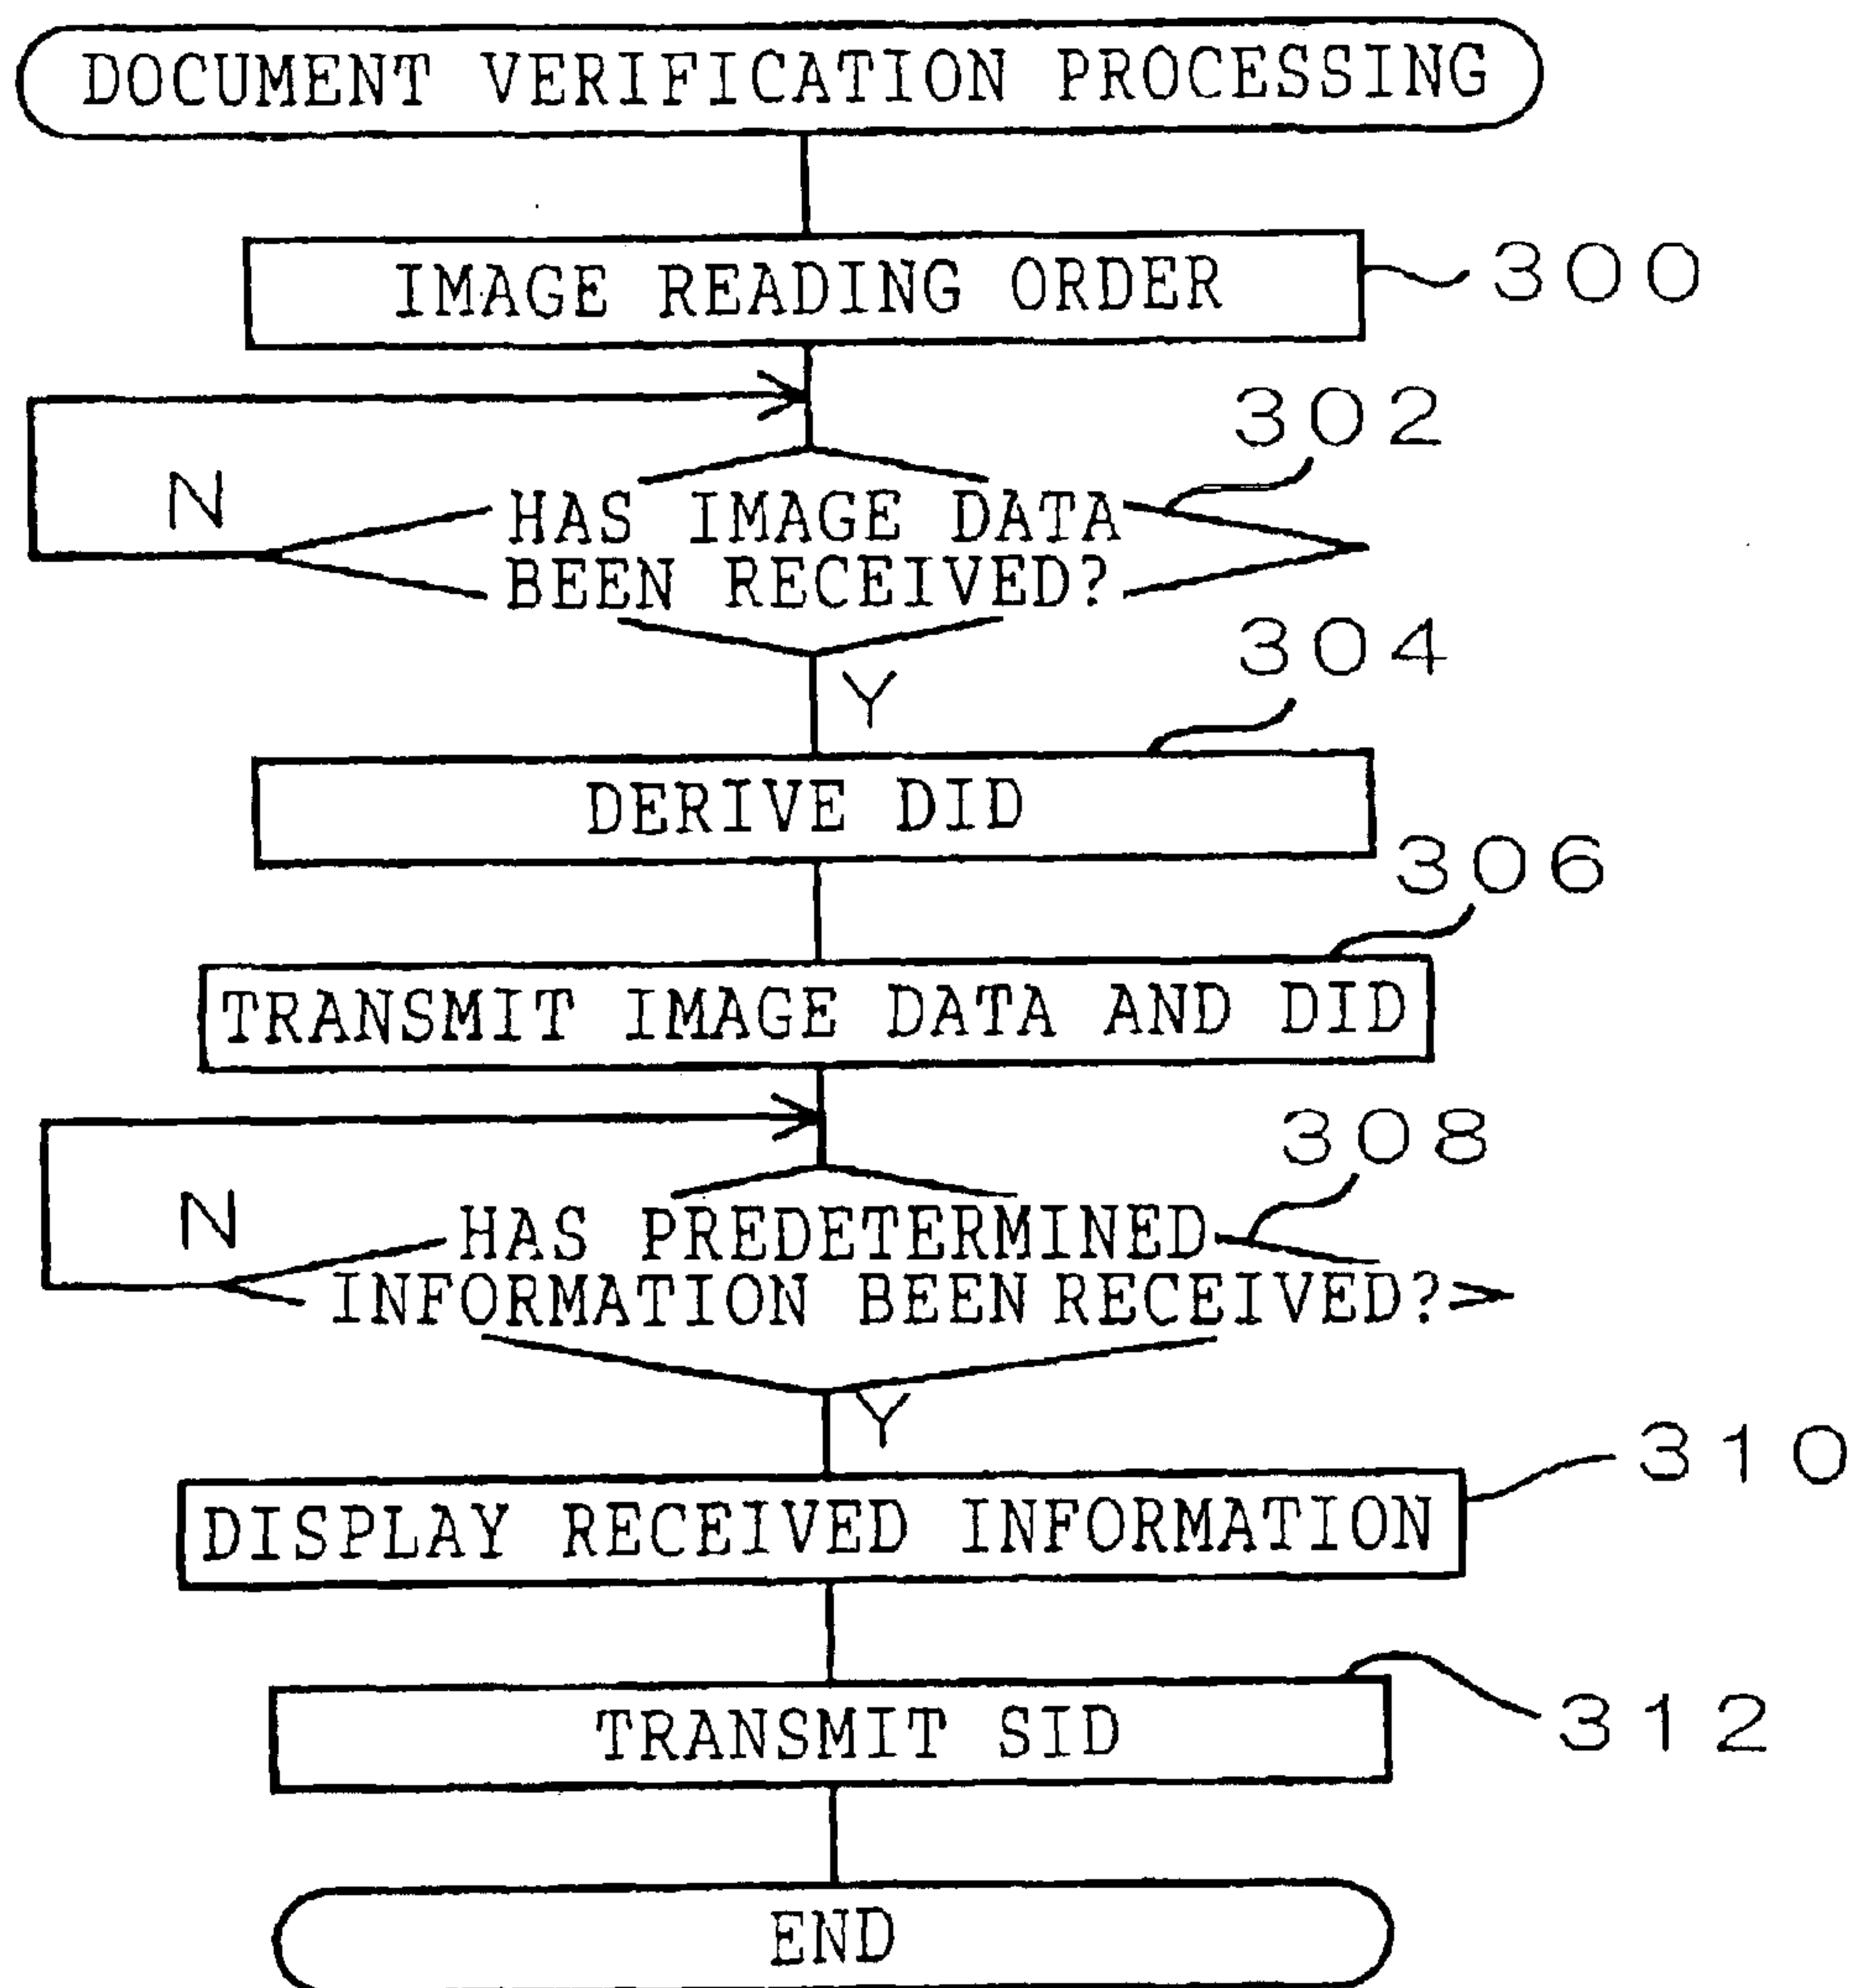 DOCUMENT VERIFICATION PROCESSING
IMAGE READING ORDER
300
302
N
HAS IMAGE DATA
BEEN RECEIVED?
304
Y
DERIVE DID
306
TRANSMIT IMAGE DATA AND DID
308
N
HAS PREDETERMINED
INFORMATION BEEN RECEIVED?
Y
310
DISPLAY RECEIVED INFORMATION
TRANSMIT SID
312
END